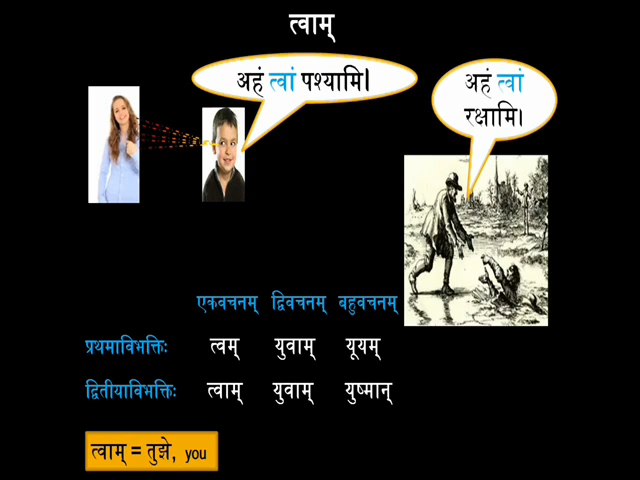 त्वाम्
अहं त्वां पश्यामि।
अहं त्वां
रक्षामि।
एकवचनम् द्विवचनम् बहुवचनम्
प्रथमाविभक्तिः त्वम् युवाम् यूयम्
द्वितीयाविभक्तिः त्वाम् युवाम् युष्मान्
त्वाम् = तुझे, you